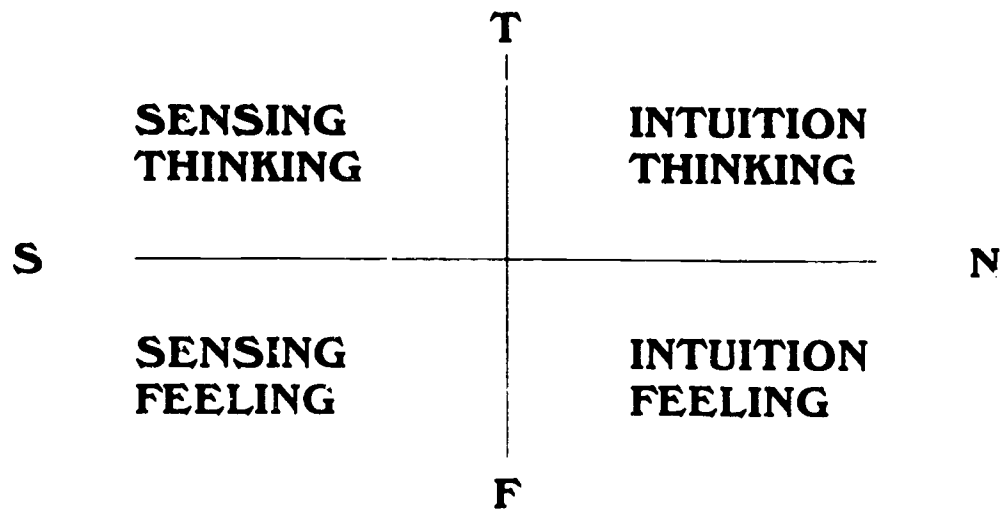 T
SENSING
THINKING
INTUITION
THINKING
S
N
SENSING
FEELING
INTUITION
FEELING
F